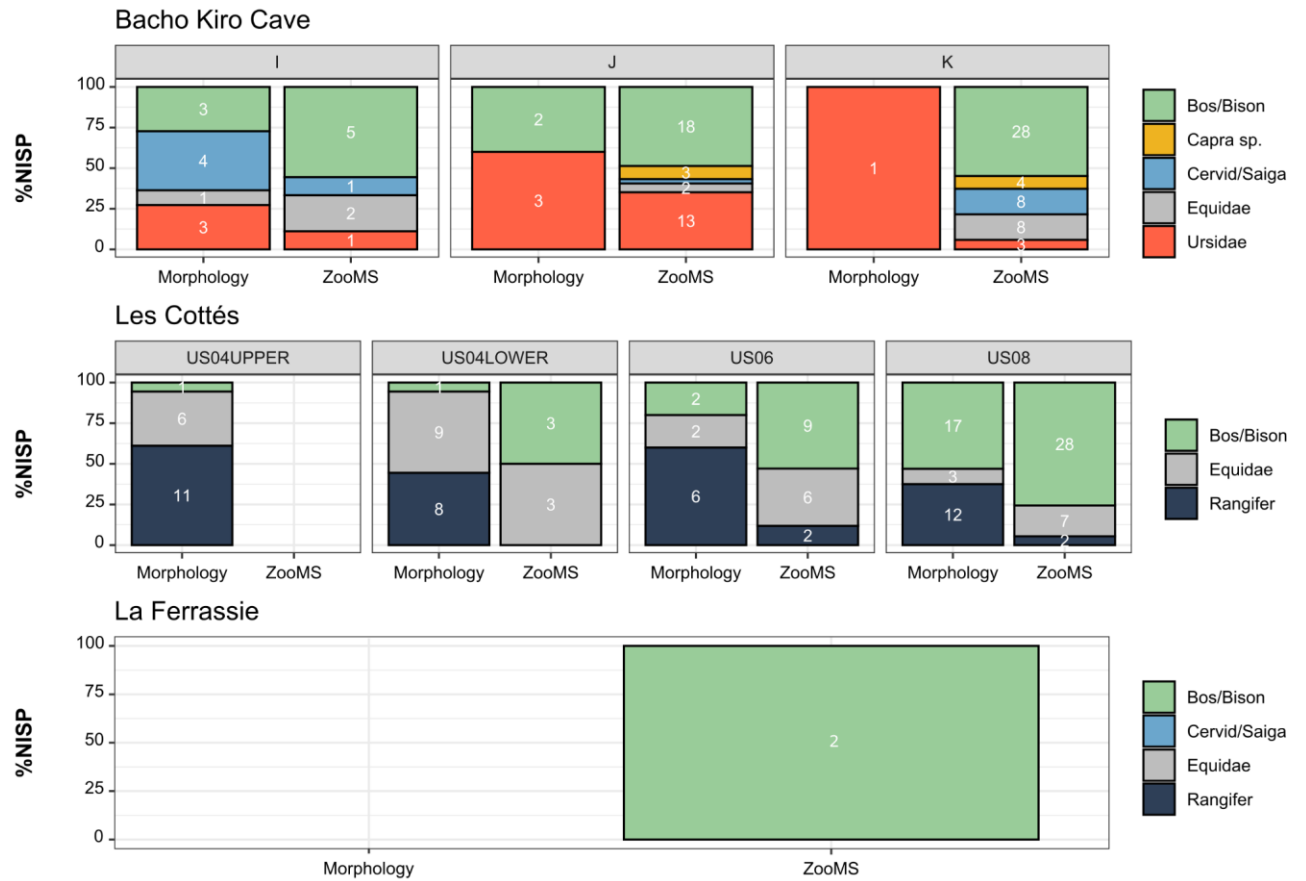 Bacho Kiro Cave
I J K
100
75
50
25
0
%NISP
3
4
1
3
5
1
2
1
2
3
18
3
2
13
1
28
4
8
8
3
Morphology ZooMS Morphology ZooMS Morphology ZooMS
Bos/Bison
Capra sp.
Cervid/Saiga
Equidae
Ursidae
Les Cottés
US04UPPER US04LOWER US06 US08
100
75
50
25
0
%NISP
1
6
11
1
9
8
3
3
2
2
6
9
6
2
17
3
12
28
7
2
Morphology ZooMS Morphology ZooMS Morphology ZooMS Morphology ZooMS
Bos/Bison
Equidae
Rangifer
La Ferrassie
100
75
50
25
0
%NISP
2
Morphology ZooMS
Bos/Bison
Cervid/Saiga
Equidae
Rangifer